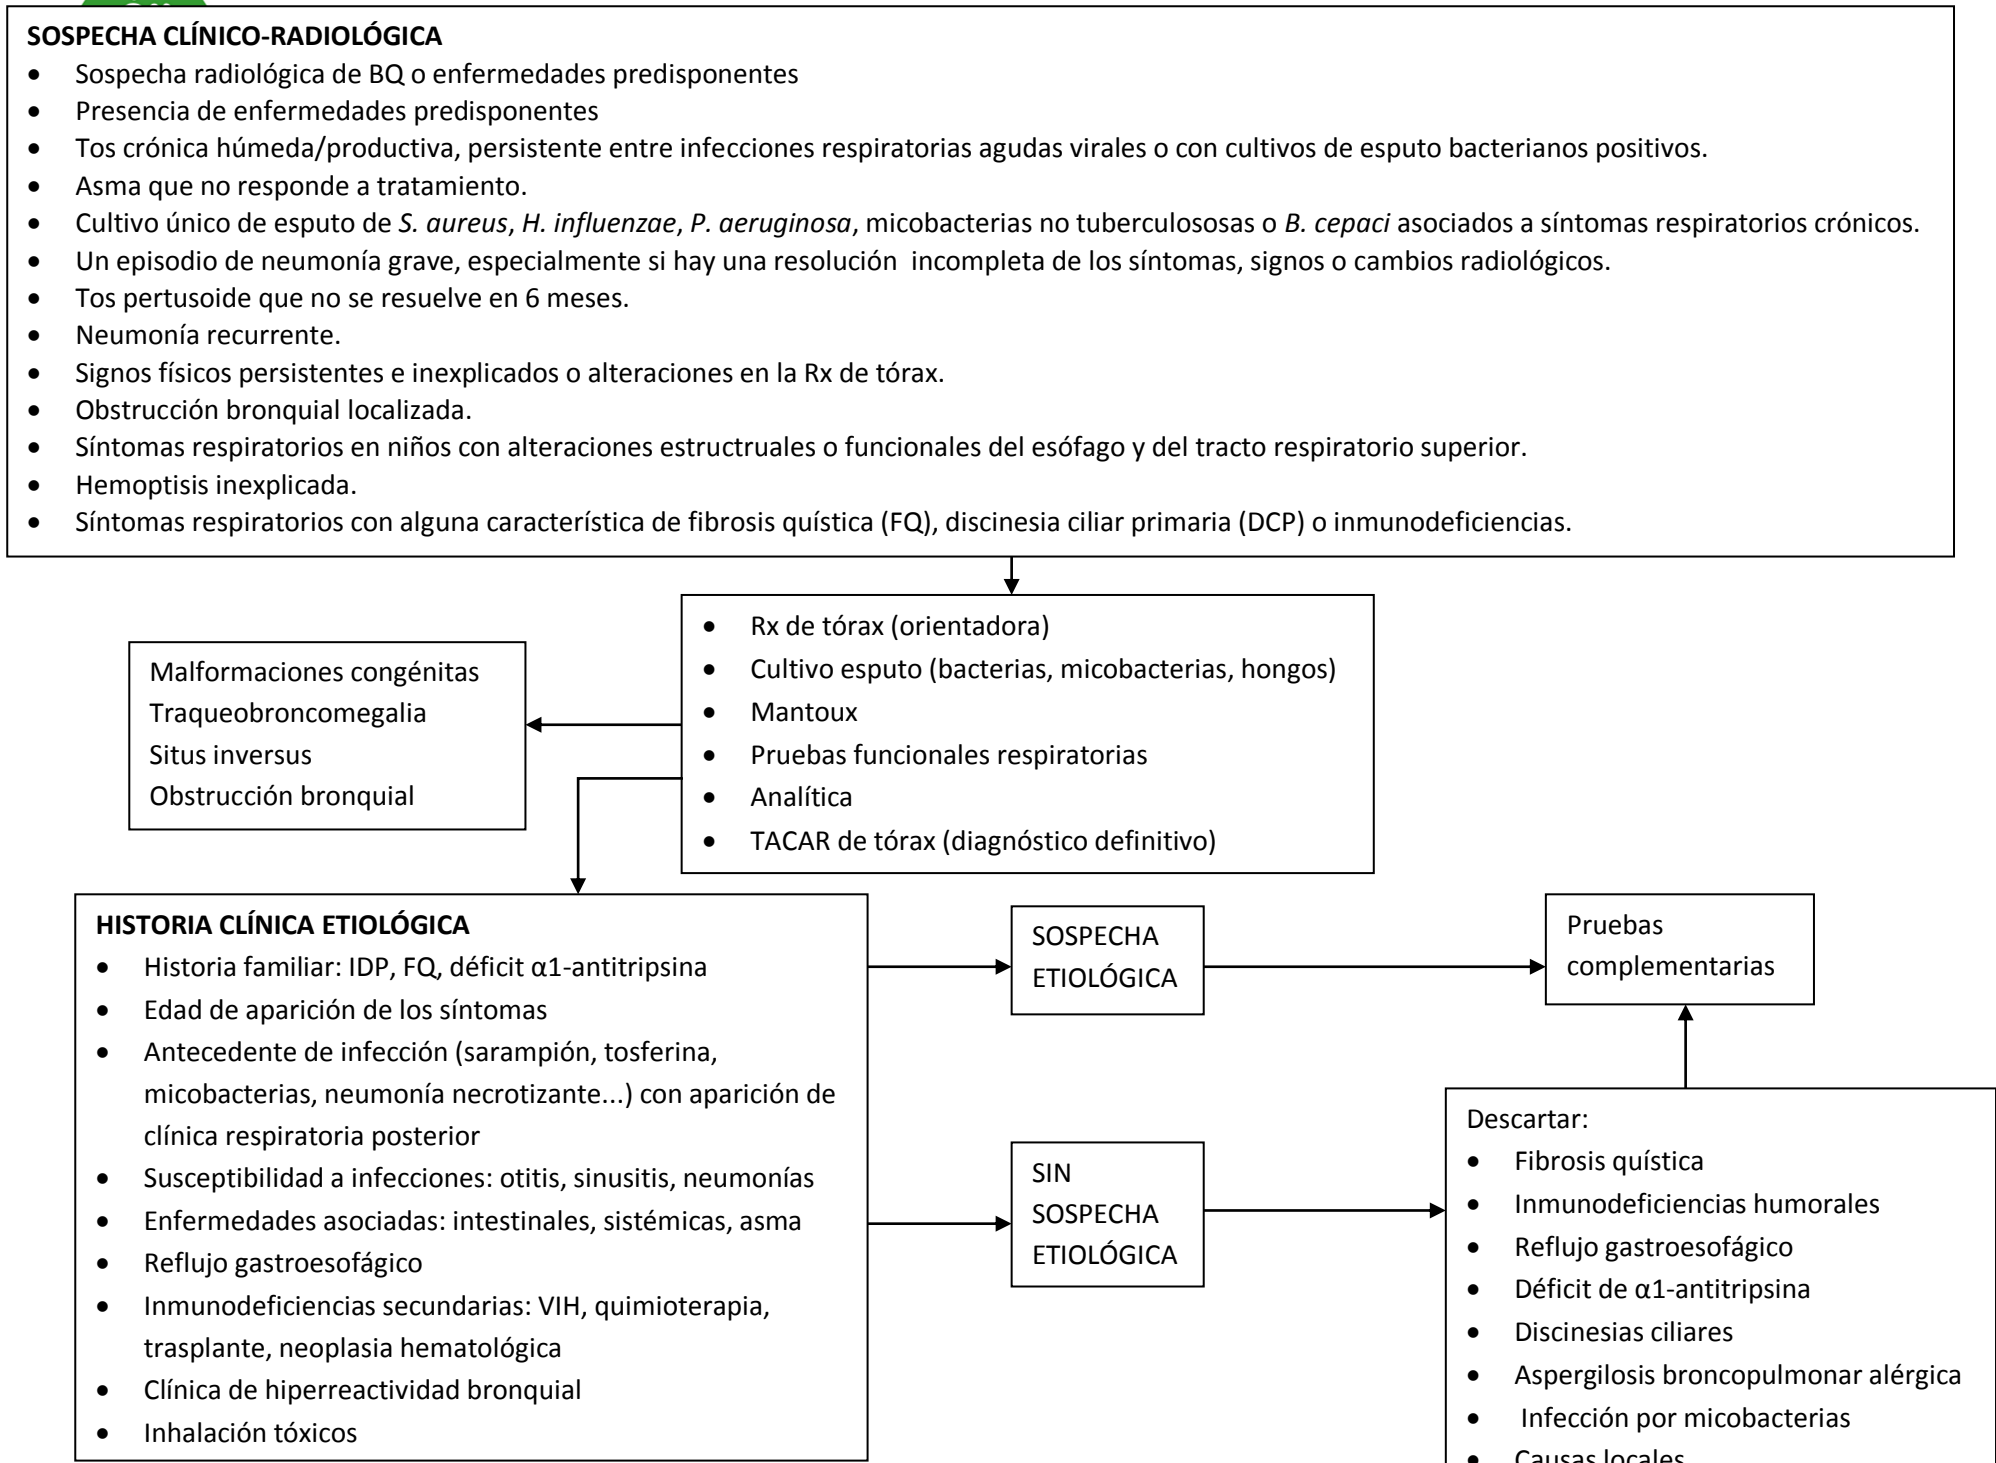 SOSPECHA CLÍNICO-RADIOLÓGICA
• Sospecha radiológica de BQ o enfermedades predisponentes
• Presencia de enfermedades predisponentes
• Tos crónica húmeda/productiva, persistente entre infecciones respiratorias agudas virales o con cultivos de esputo bacterianos positivos.
• Asma que no responde a tratamiento.
• Cultivo único de esputo de S. aureus, H. influenzae, P. aeruginosa, micobacterias no tuberculososas o B. cepaci asociados a síntomas respiratorios crónicos.
• Un episodio de neumonía grave, especialmente si hay una resolución incompleta de los síntomas, signos o cambios radiológicos.
• Tos pertusoide que no se resuelve en 6 meses.
• Neumonía recurrente.
• Signos físicos persistentes e inexplicados o alteraciones en la Rx de tórax.
• Obstrucción bronquial localizada.
• Síntomas respiratorios en niños con alteraciones estructruales o funcionales del esófago y del tracto respiratorio superior.
• Hemoptisis inexplicada.
• Síntomas respiratorios con alguna característica de fibrosis quística (FQ), discinesia ciliar primaria (DCP) o inmunodeficiencias.
• Rx de tórax (orientadora)
• Cultivo esputo (bacterias, micobacterias, hongos)
• Mantoux
• Pruebas funcionales respiratorias
• Analítica
• TACAR de tórax (diagnóstico definitivo)
Malformaciones congénitas
Traqueobroncomegalia
Situs inversus
Obstrucción bronquial
HISTORIA CLÍNICA ETIOLÓGICA
• Historia familiar: IDP, FQ, déficit α1-antitripsina
• Edad de aparición de los síntomas
• Antecedente de infección (sarampión, tosferina,
micobacterias, neumonía necrotizante...) con aparición de
clínica respiratoria posterior
• Susceptibilidad a infecciones: otitis, sinusitis, neumonías
• Enfermedades asociadas: intestinales, sistémicas, asma
• Reflujo gastroesofágico
• Inmunodeficiencias secundarias: VIH, quimioterapia,
trasplante, neoplasia hematológica
• Clínica de hiperreactividad bronquial
• Inhalación tóxicos
SOSPECHA
ETIOLÓGICA
Pruebas
complementarias
SIN
SOSPECHA
ETIOLÓGICA
Descartar:
• Fibrosis quística
• Inmunodeficiencias humorales
• Reflujo gastroesofágico
• Déficit de α1-antitripsina
• Discinesias ciliares
• Aspergilosis broncopulmonar alérgica
• Infección por micobacterias
• Causas locales